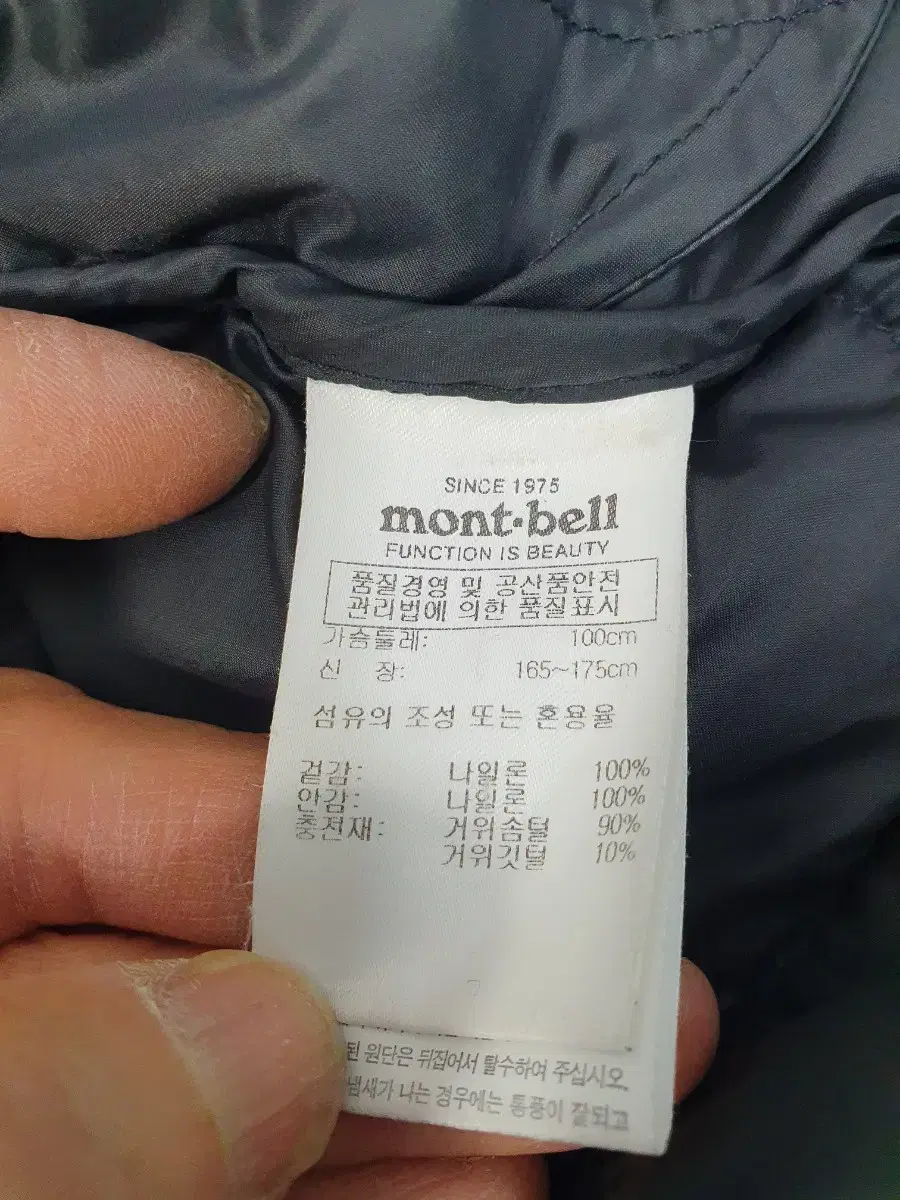 SINCE 1975
mont-bell
FUNCTION IS BEAUTY
품질경영 및 공산품안전
관리법에 의한 품질표시
가슴둘레: 100cm
신 장: 165~175cm
섬유의 조성 또는 혼용율
겉감: 나일론 100%
안감: 나일론 100%
충전재: 거위솜털 90%
거위깃털 10%
된 원단은 뒤집어서 탈수하여 주십시오
냄새가 나는 경우에는 통풍이 잘되고